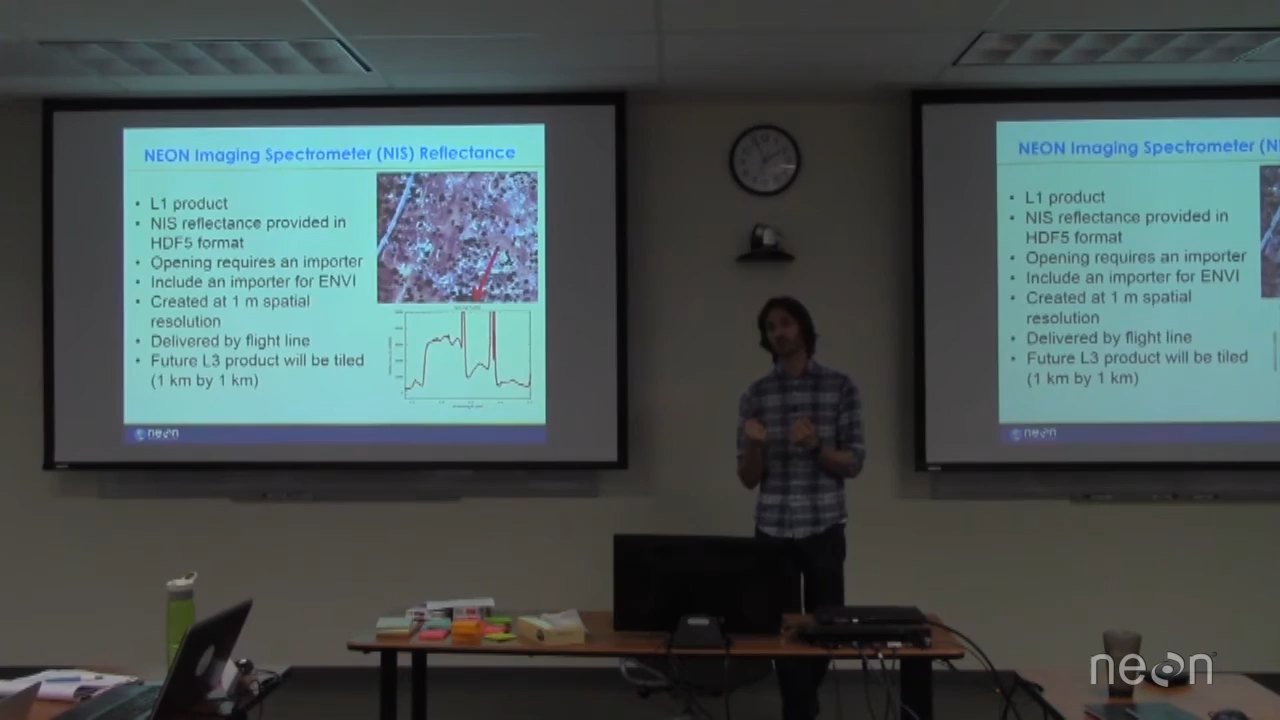 NEON Imaging Spectrometer (NIS) Reflectance
• L1 product
• NIS reflectance provided in
HDF5 format
• Opening requires an importer
• Include an importer for ENVI
• Created at 1 m spatial
resolution
• Delivered by flight line
• Future L3 product will be tiled
(1 km by 1 km)
neon
NEON Imaging Spectrometer (N
• L1 product
• NIS reflectance provided in
HDF5 format
• Opening requires an importer
• Include an importer for ENVI
• Created at 1 m spatial
resolution
• Delivered by flight line
• Future L3 product will be tiled
(1 km by 1 km)
neon
neon